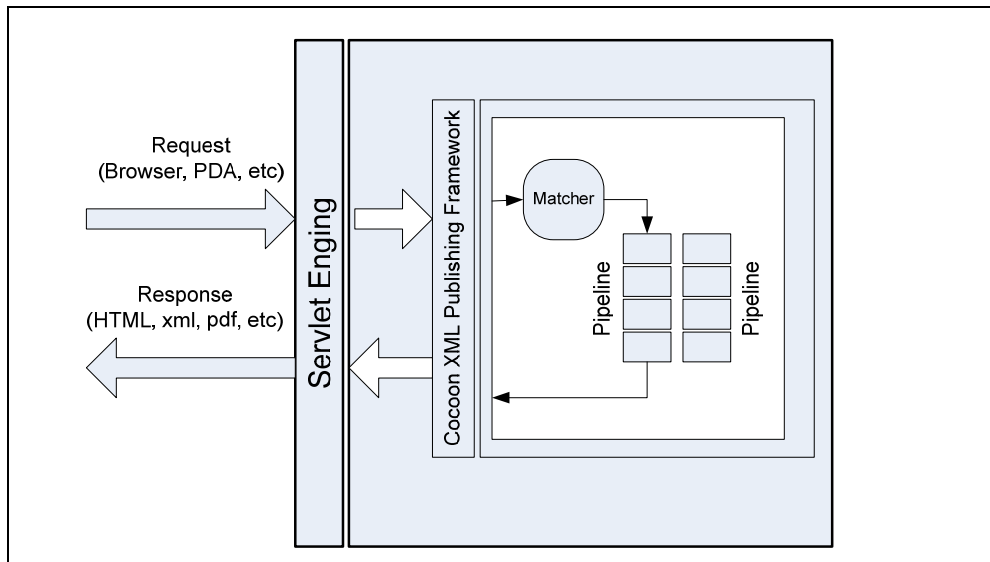 Request
(Browser, PDA, etc)
Response
(HTML, xml, pdf, etc)
Servlet Enging
Cocoon XML Publishing Framework
Matcher
Pipeline
Pipeline